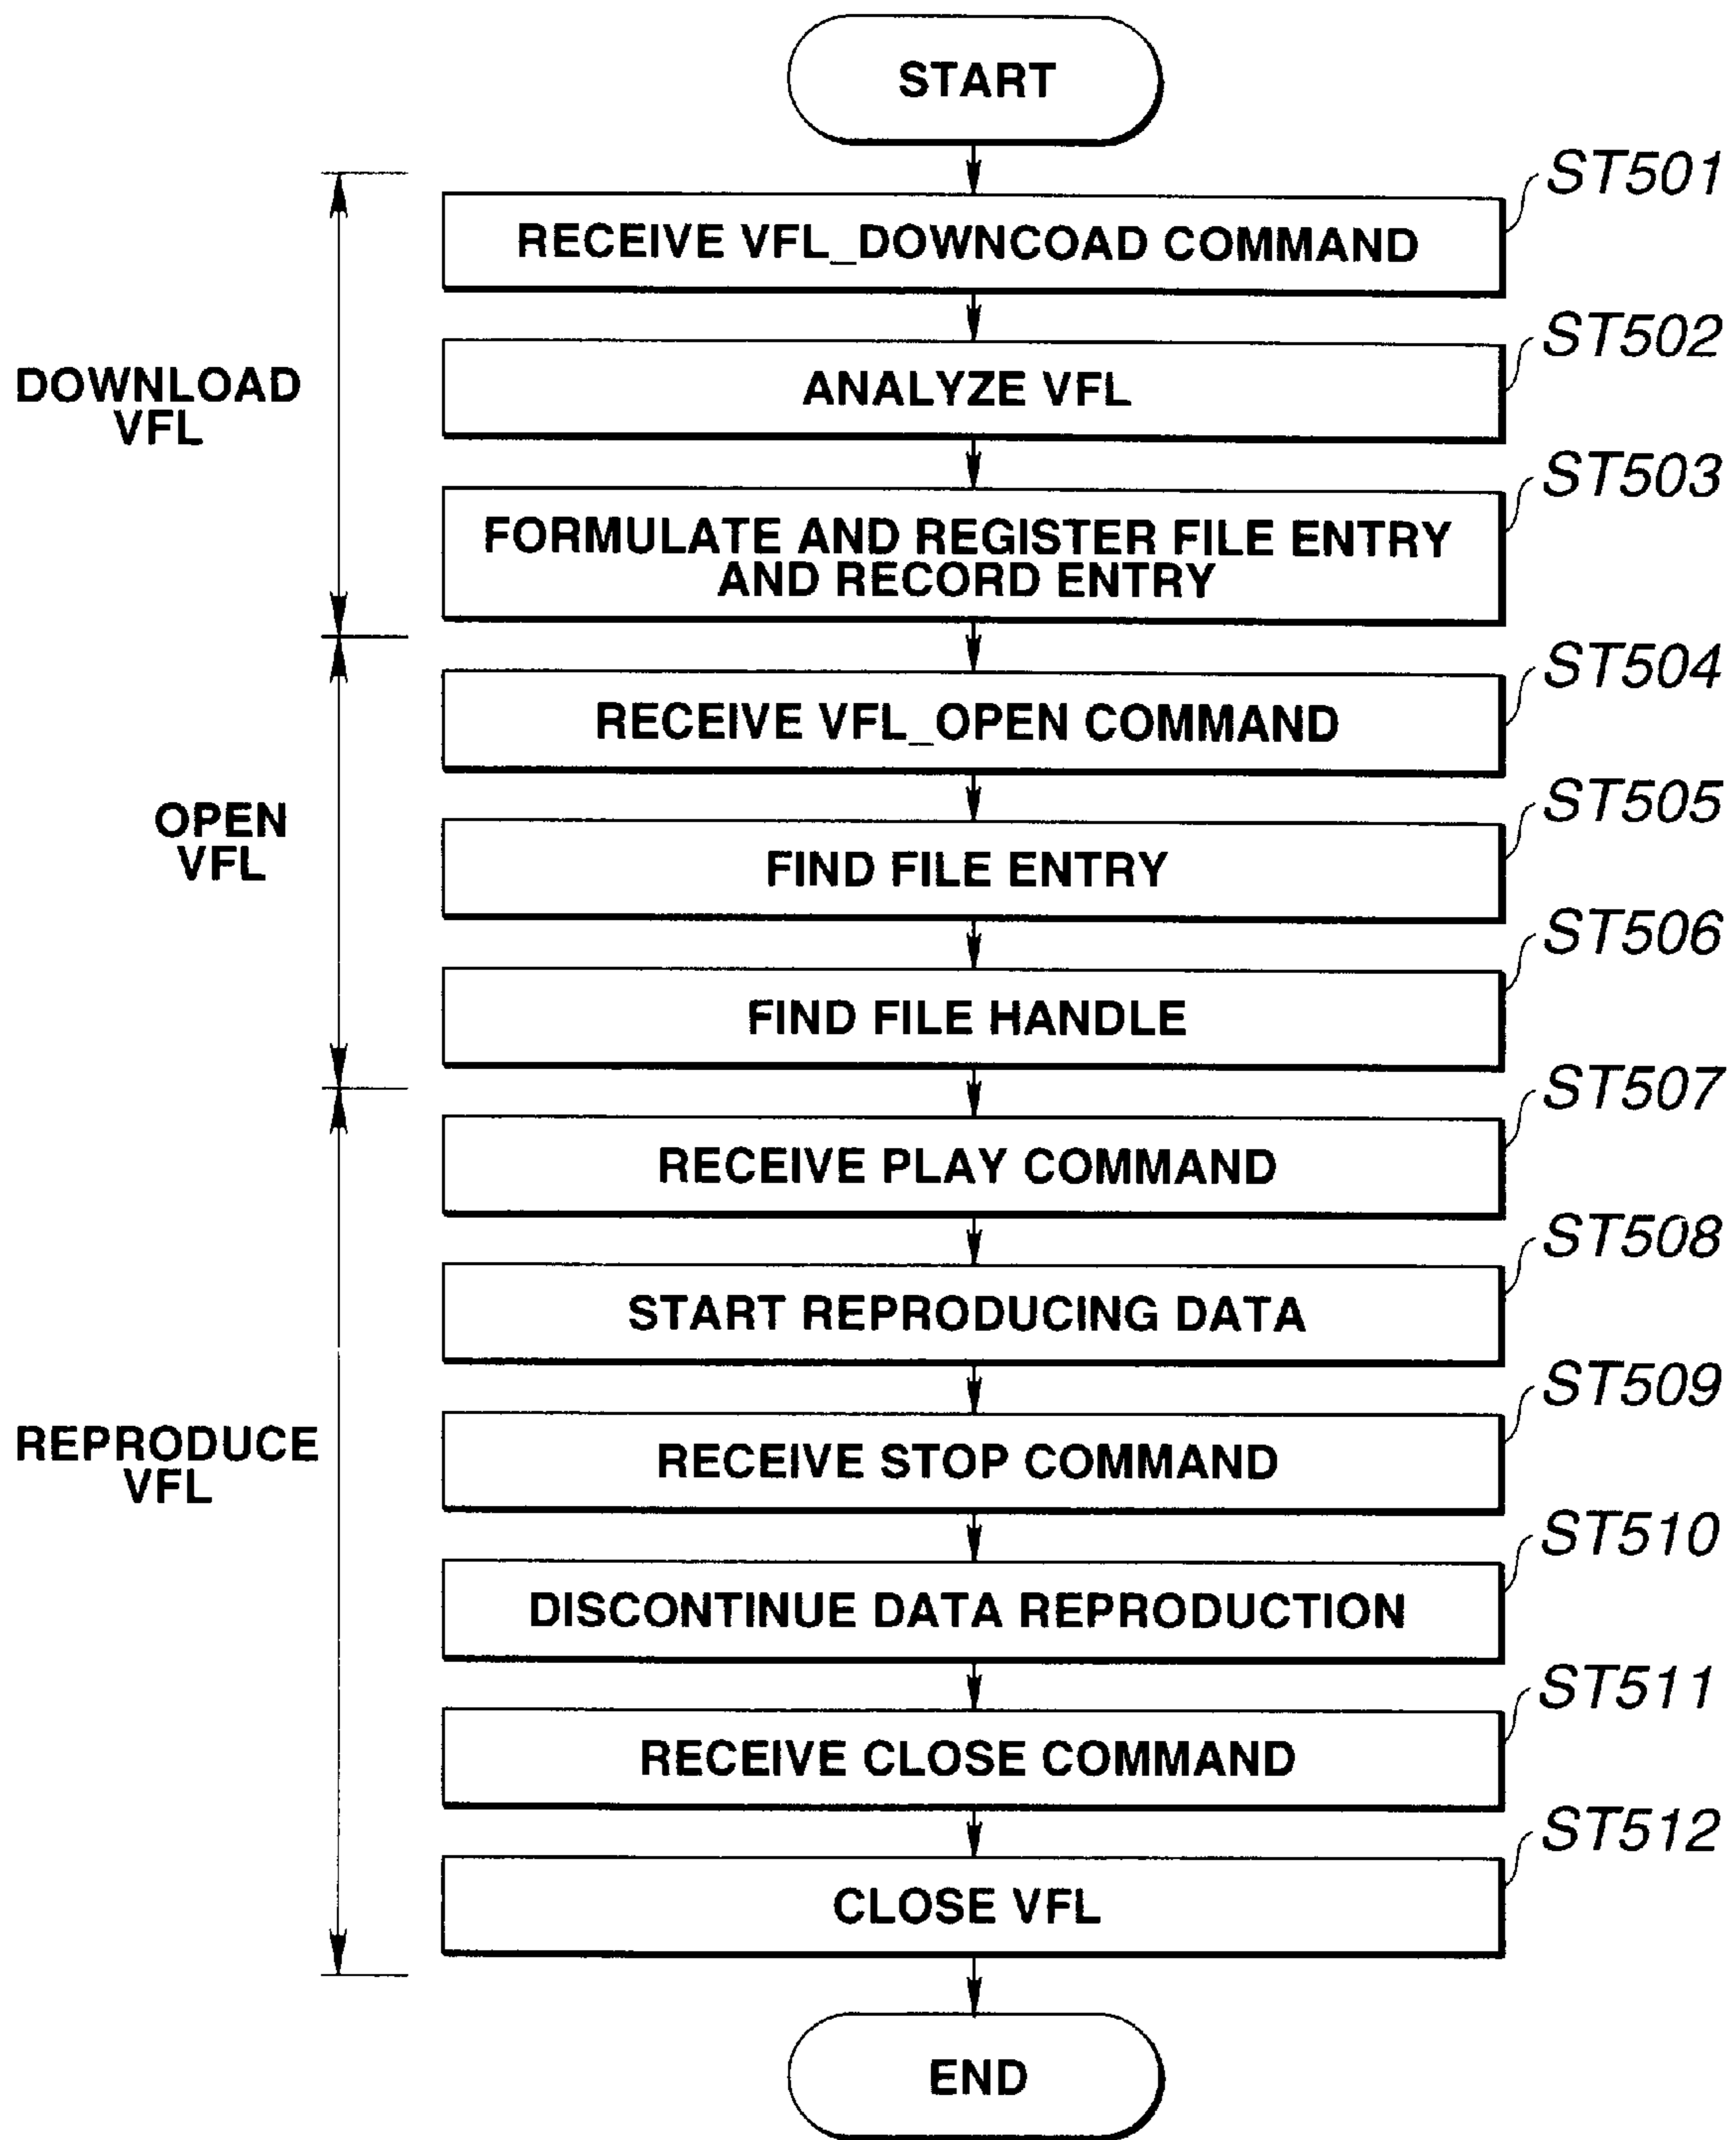 START
ST501
RECEIVE VFL_DOWNCOAD COMMAND
ST502
ANALYZE VFL
DOWNLOAD
VFL
ST503
FORMULATE AND REGISTER FILE ENTRY
AND RECORD ENTRY
ST504
RECEIVE VFL_OPEN COMMAND
ST505
OPEN
VFL
FIND FILE ENTRY
ST506
FIND FILE HANDLE
ST507
RECEIVE PLAY COMMAND
ST508
START REPRODUCING DATA
ST509
REPRODUCE
VFL
RECEIVE STOP COMMAND
ST510
DISCONTINUE DATA REPRODUCTION
ST511
RECEIVE CLOSE COMMAND
ST512
CLOSE VFL
END